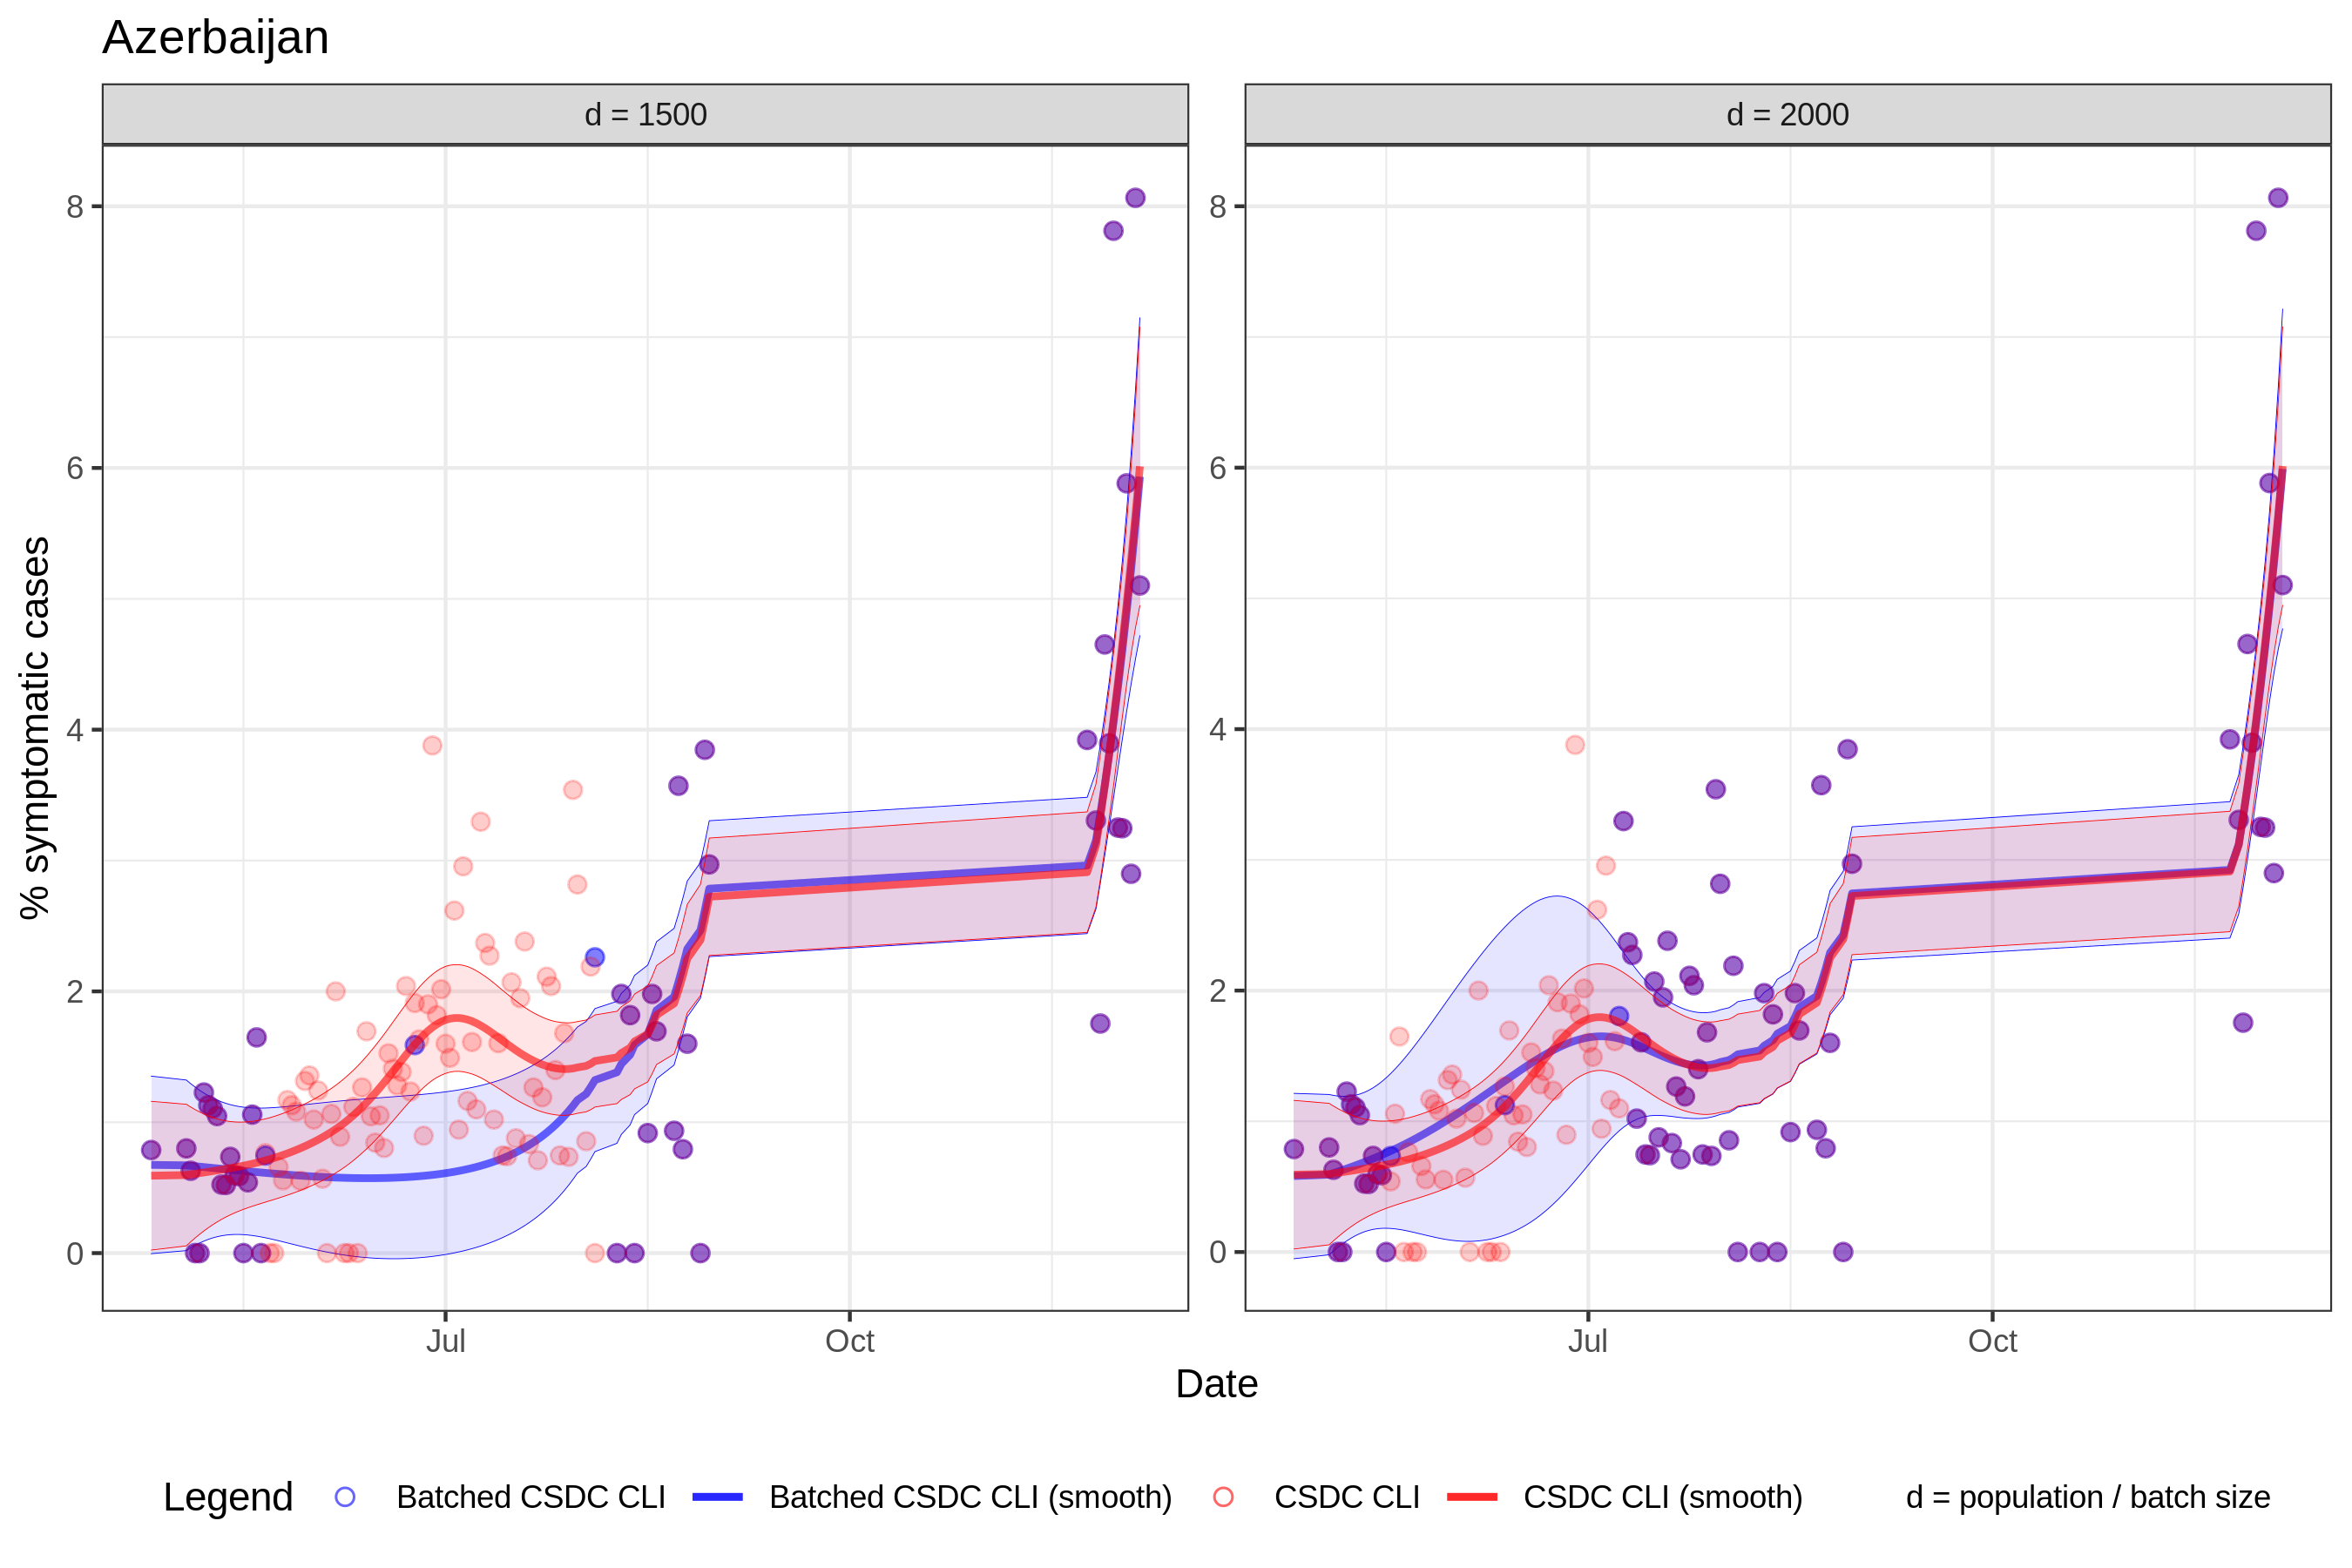 Azerbaijan
d = 1500
d = 2000
% symptomatic cases
8
6
4
2
0
8
6
4
2
0
Jul
Oct
Jul
Oct
Date
Legend
Batched CSDC CLI
Batched CSDC CLI (smooth)
CSDC CLI
CSDC CLI (smooth)
d = population / batch size